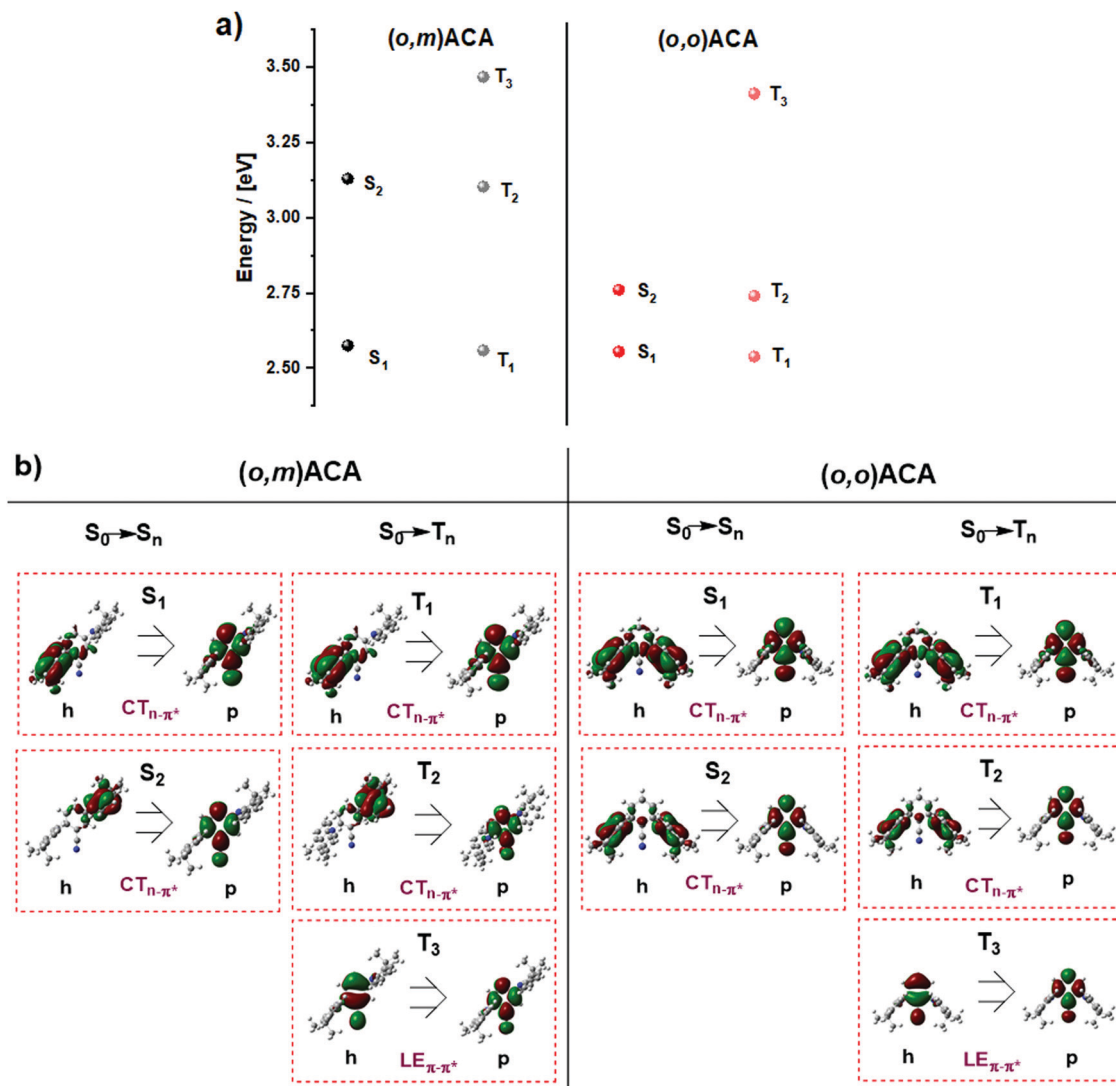 a)
(o,m)ACA (o,o)ACA
Energy / [eV]
3.50
3.25
3.00
2.75
2.50
T3
S2
T2
S1
T1
T3
S2
T2
S1
T1
b)
(o,m)ACA (o,o)ACA
S0→Sn S0→Tn S0→Sn S0→Tn
S1 T1 S1 T1
h p h p h p h p
CTn-π* CTn-π* CTn-π* CTn-π*
S2 T2 S2 T2
h p h p h p h p
CTn-π* CTn-π* CTn-π* CTn-π*
T3 T3
h p h p
LEπ-π* LEπ-π*